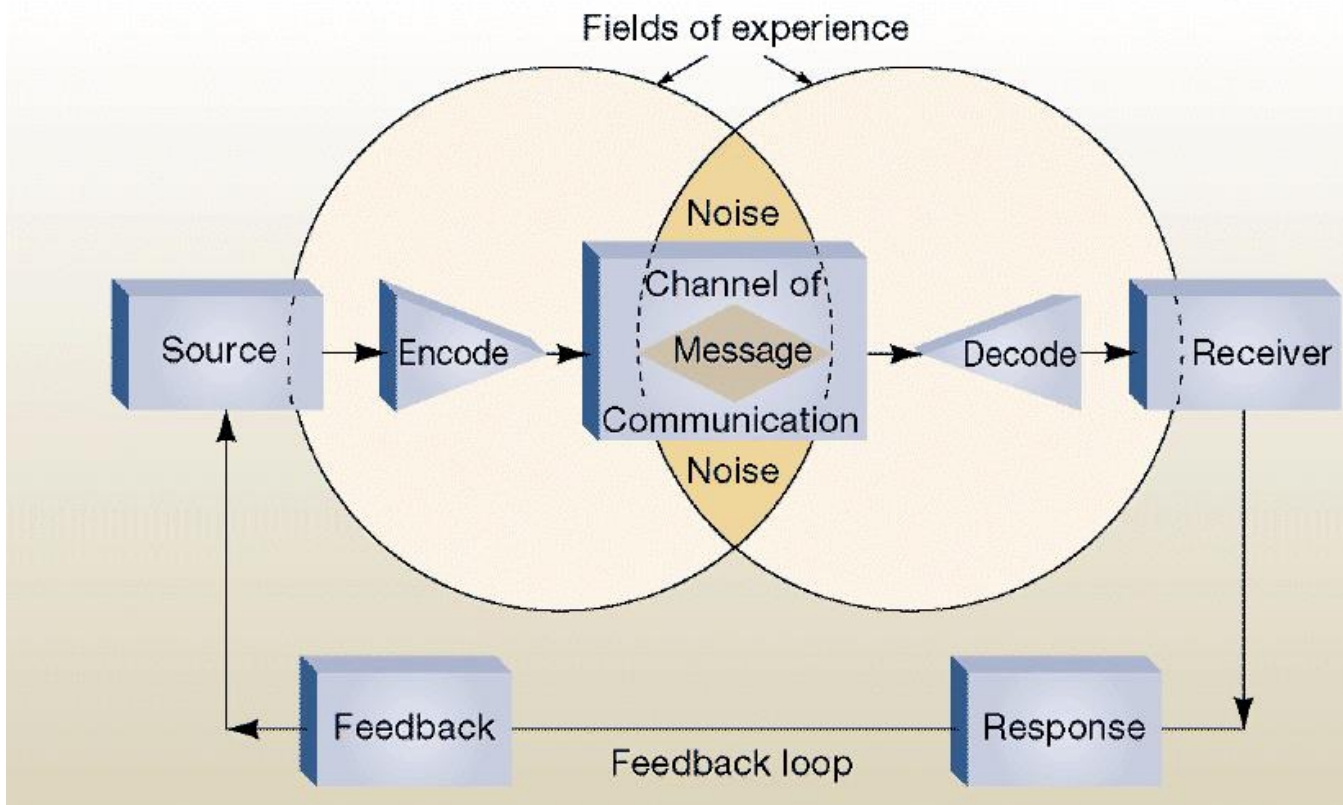 Fields of experience
Noise
Channel of
Source
Encode
Message
Decode
Receiver
Communication
Noise
Feedback
Response
Feedback loop